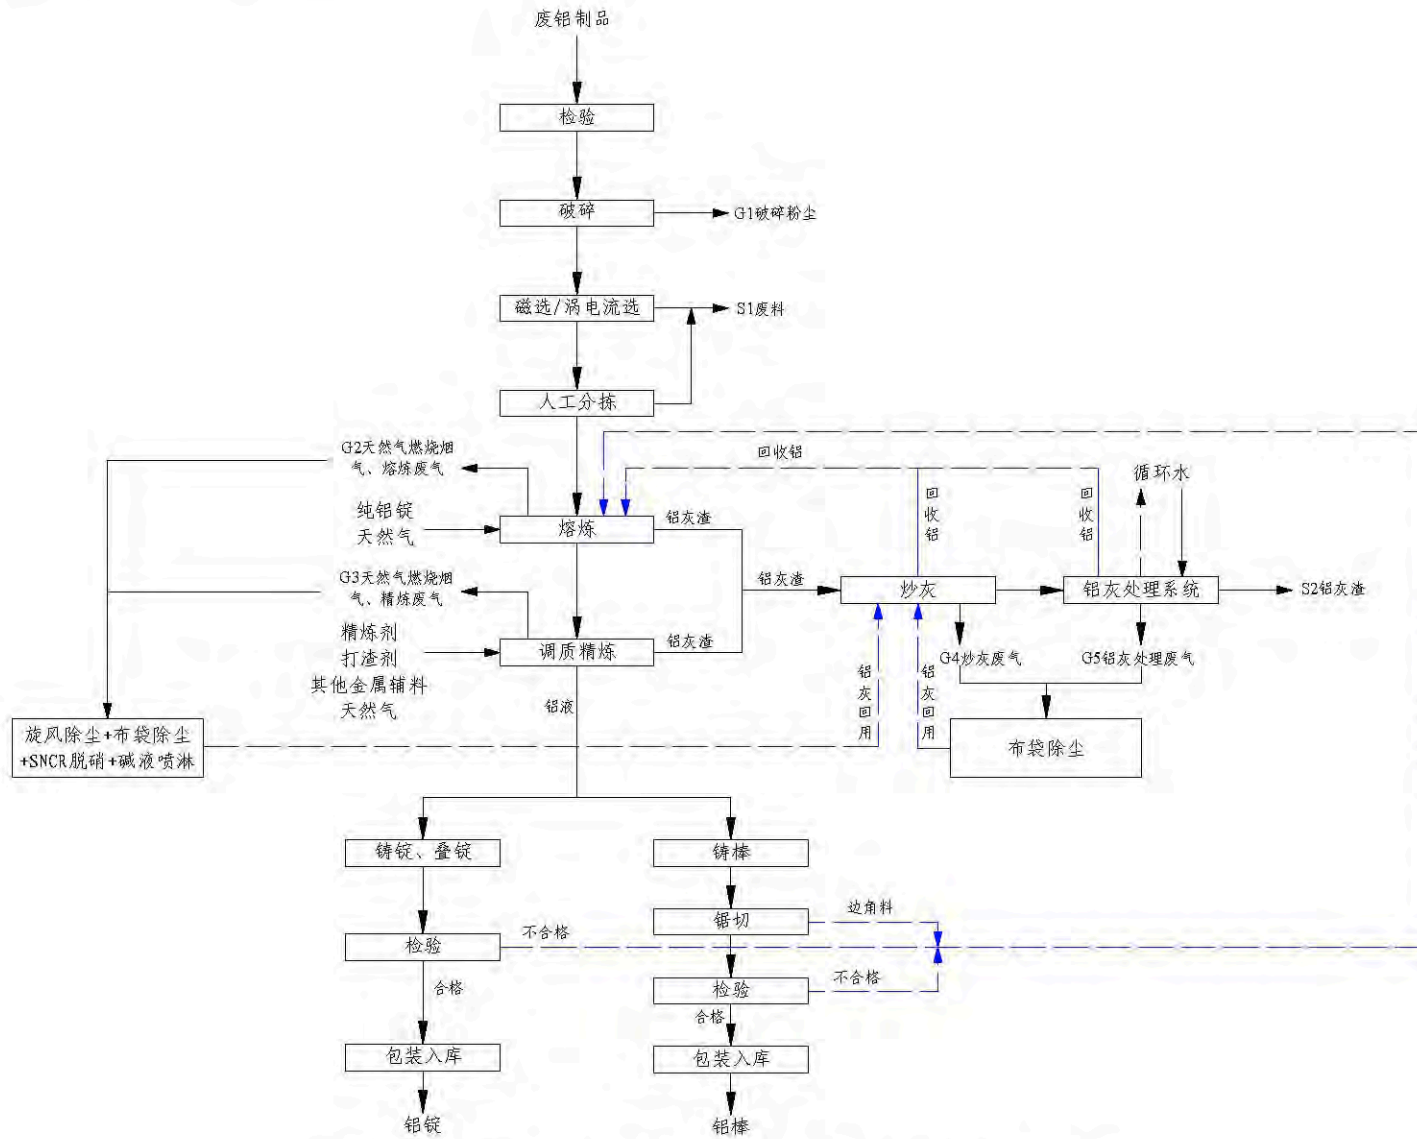 废铝制品
检验
破碎
G1破碎粉尘
磁选/涡电流选
S1废料
人工分拣
G2天然气燃烧烟
气、熔炼废气
回收铝
循环水
纯铝锭
天然气
熔炼
铝灰渣
回收铝
回收铝
G3天然气燃烧烟
气、精炼废气
铝灰渣
炒灰
铝灰处理系统
S2铝灰渣
精炼剂
打渣剂
其他金属辅料
天然气
调质精炼
铝灰渣
G4炒灰废气
G5铝灰处理废气
铝液
铝灰回用
铝灰回用
旋风除尘+布袋除尘
+SNCR脱硝+碱液喷淋
布袋除尘
铸锭、叠锭
铸棒
锯切
边角料
检验
不合格
检验
不合格
合格
合格
包装入库
包装入库
铝锭
铝棒